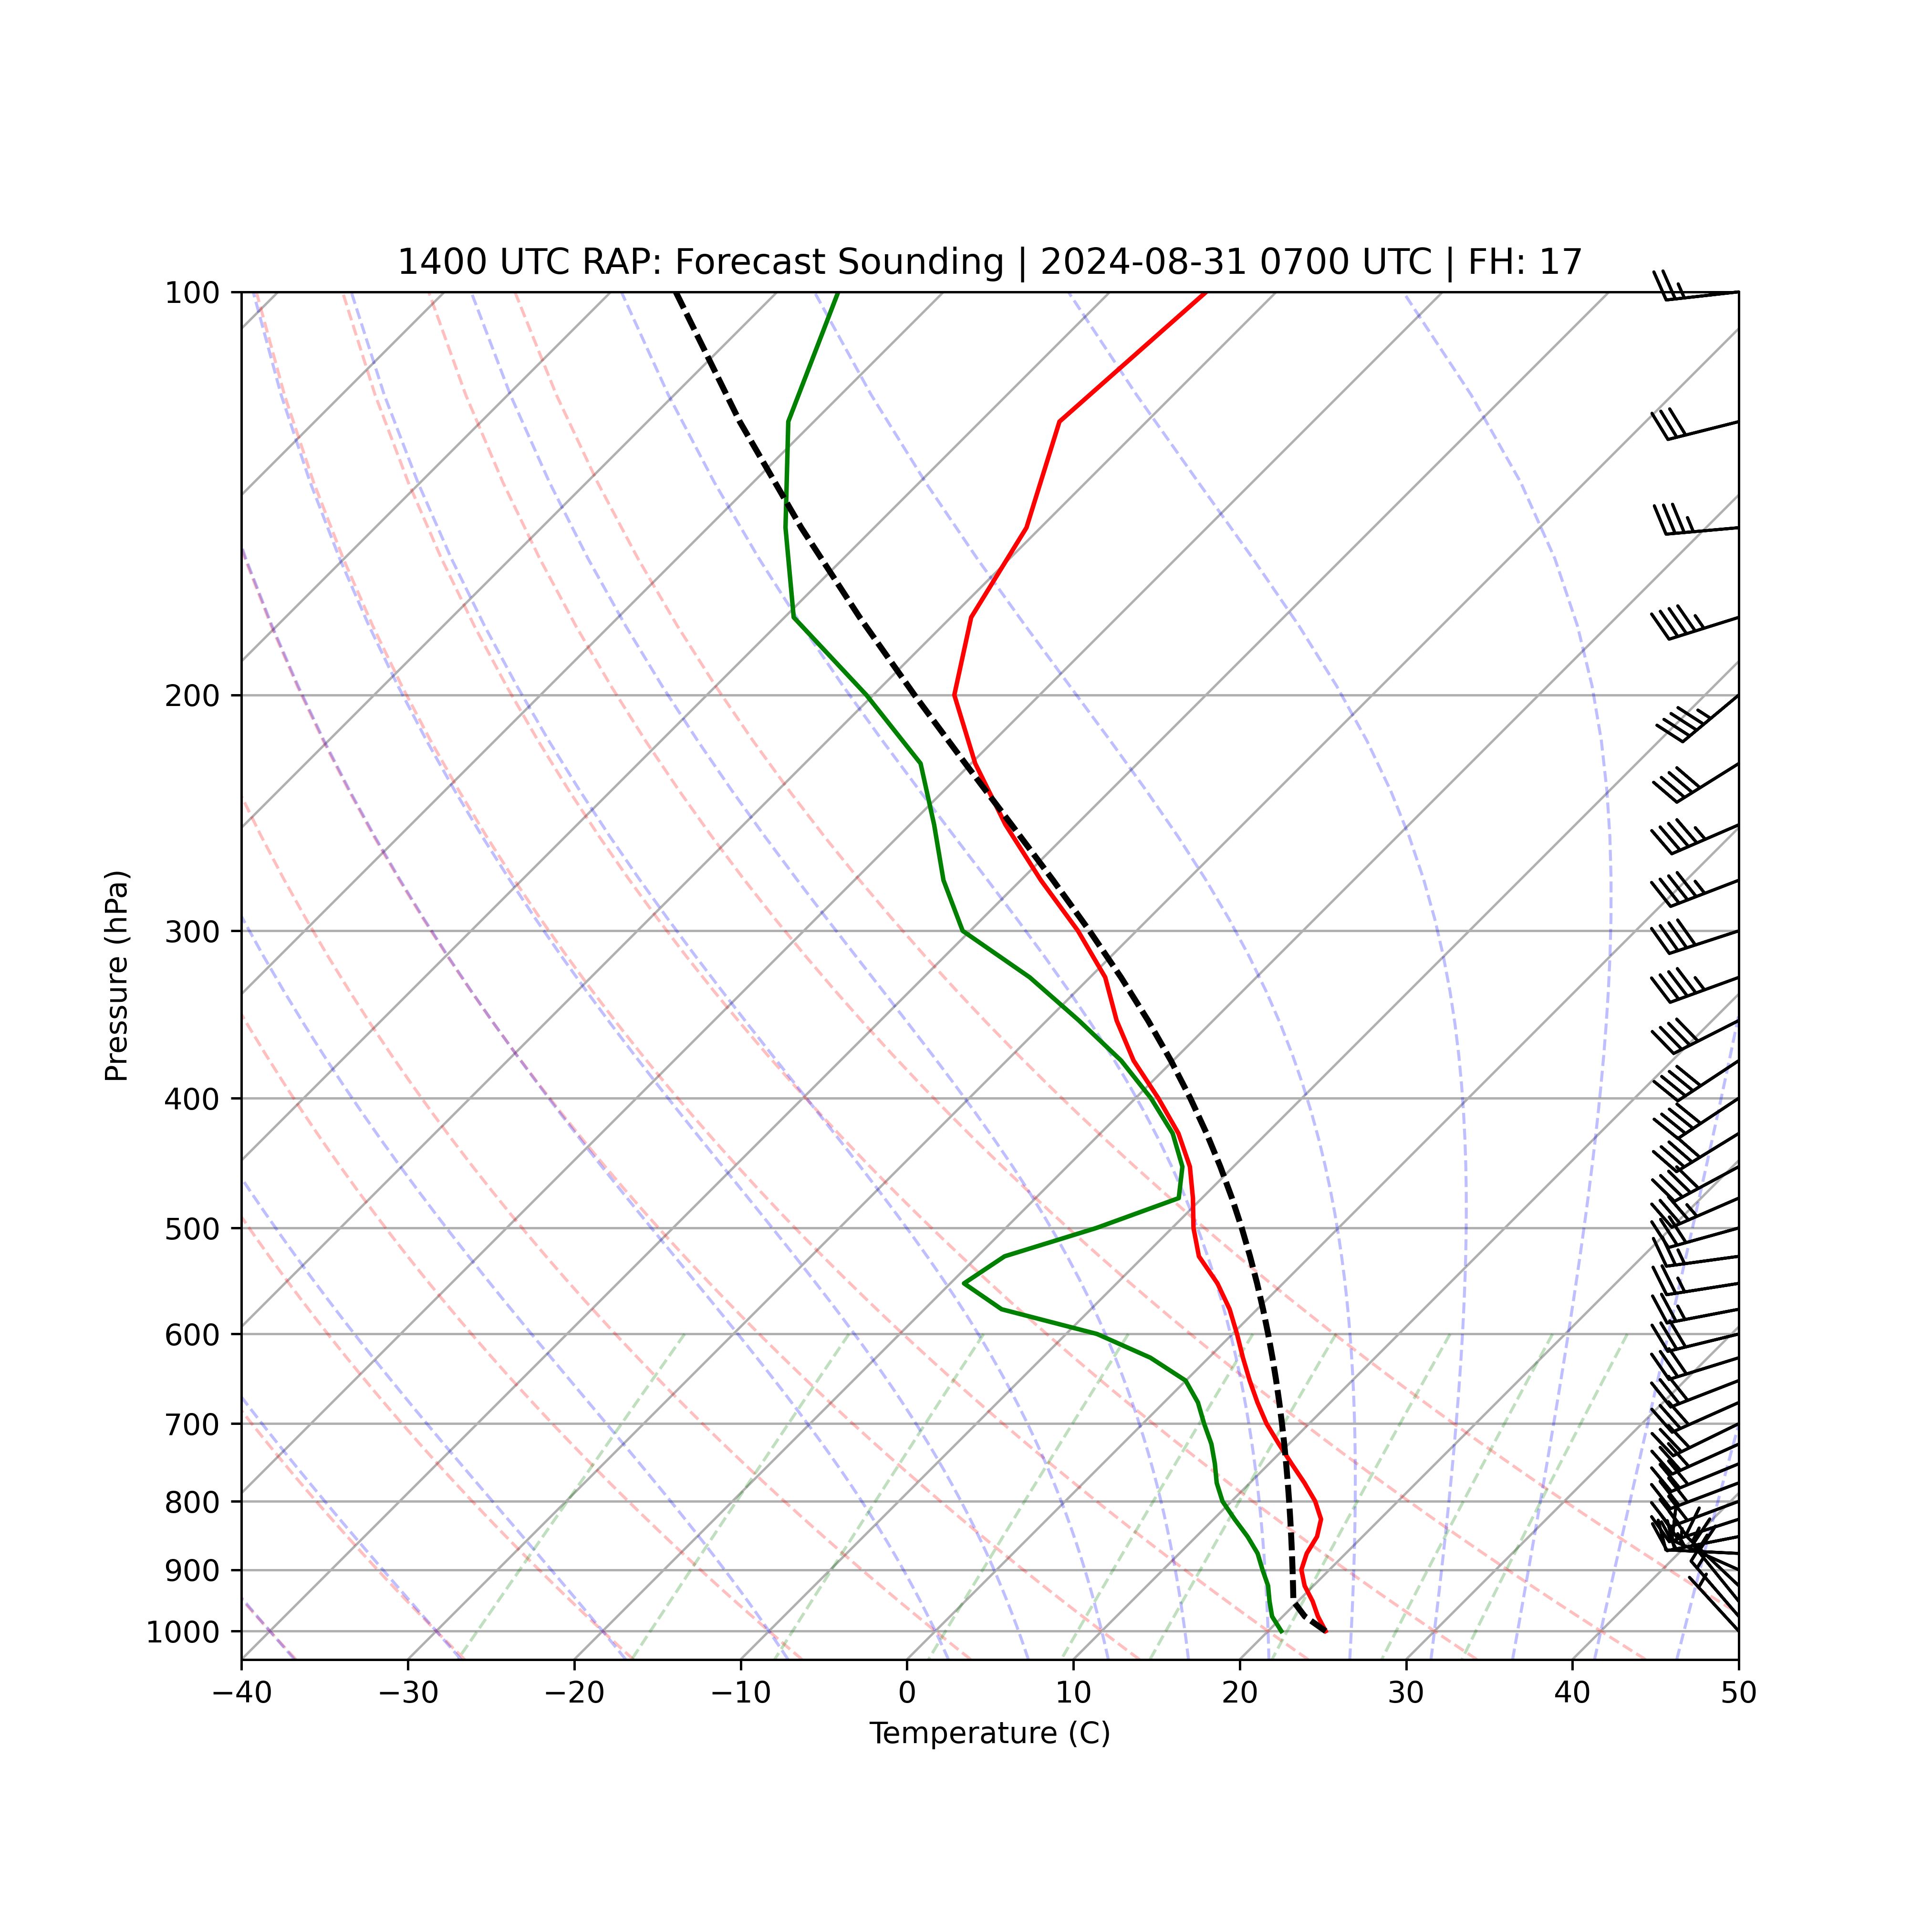 1400 UTC RAP: Forecast Sounding | 2024-08-31 0700 UTC | FH: 17
100
200
300
400
500
600
700
800
900
1000
Pressure (hPa)
−40 −30 −20 −10 0 10 20 30 40 50
Temperature (C)